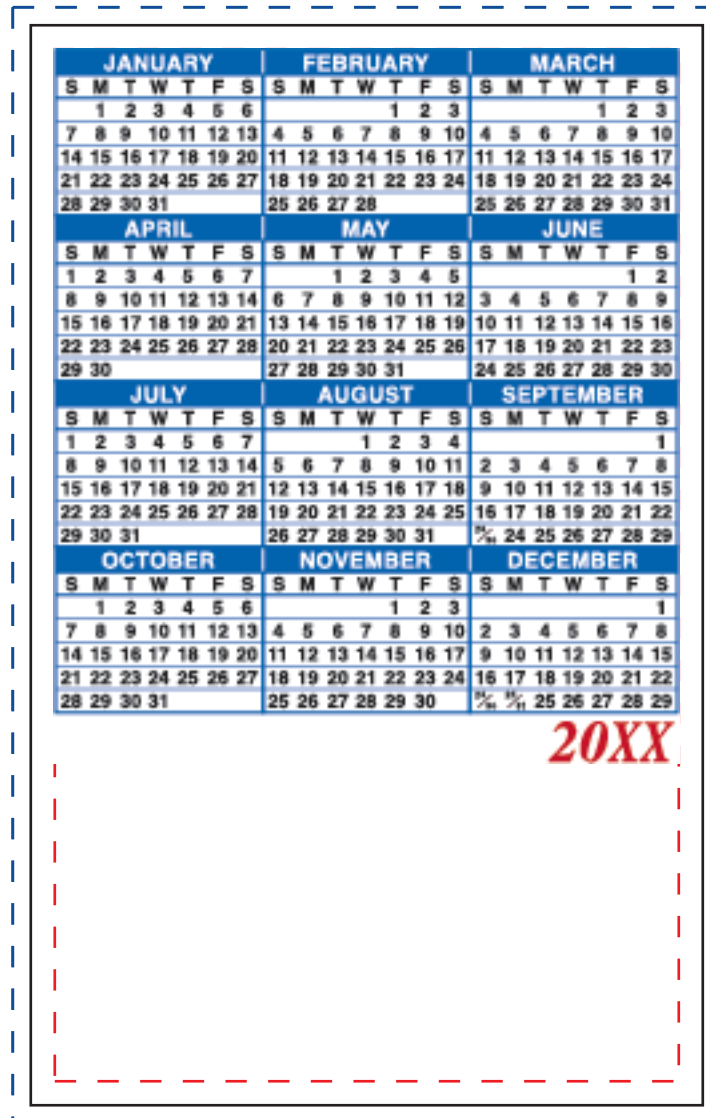 JANUARY FEBRUARY MARCH
S M T W T F S S M T W T F S S M T W T F S
1 2 3 4 5 6 1 2 3 1 2 3
7 8 9 10 11 12 13 4 5 6 7 8 9 10 4 5 6 7 8 9 10
14 15 16 17 18 19 20 11 12 13 14 15 16 17 11 12 13 14 15 16 17
21 22 23 24 25 26 27 18 19 20 21 22 23 24 18 19 20 21 22 23 24
28 29 30 31 25 26 27 28 25 26 27 28 29 30 31
APRIL MAY JUNE
S M T W T F S S M T W T F S S M T W T F S
1 2 3 4 5 6 7 1 2 3 4 5 1 2
8 9 10 11 12 13 14 6 7 8 9 10 11 12 3 4 5 6 7 8 9
15 16 17 18 19 20 21 13 14 15 16 17 18 19 10 11 12 13 14 15 16
22 23 24 25 26 27 28 20 21 22 23 24 25 26 17 18 19 20 21 22 23
29 30 27 28 29 30 31 24 25 26 27 28 29 30
JULY AUGUST SEPTEMBER
S M T W T F S S M T W T F S S M T W T F S
1 2 3 4 5 6 7 1 2 3 4 1
8 9 10 11 12 13 14 5 6 7 8 9 10 11 2 3 4 5 6 7 8
15 16 17 18 19 20 21 12 13 14 15 16 17 18 9 10 11 12 13 14 15
22 23 24 25 26 27 28 19 20 21 22 23 24 25 16 17 18 19 20 21 22
29 30 31 26 27 28 29 30 31 24 25 26 27 28 29
OCTOBER NOVEMBER DECEMBER
S M T W T F S S M T W T F S S M T W T F S
1 2 3 4 5 6 1 2 3 1
7 8 9 10 11 12 13 4 5 6 7 8 9 10 2 3 4 5 6 7 8
14 15 16 17 18 19 20 11 12 13 14 15 16 17 9 10 11 12 13 14 15
21 22 23 24 25 26 27 18 19 20 21 22 23 24 16 17 18 19 20 21 22
28 29 30 31 25 26 27 28 29 30 25 26 27 28 29
20XX